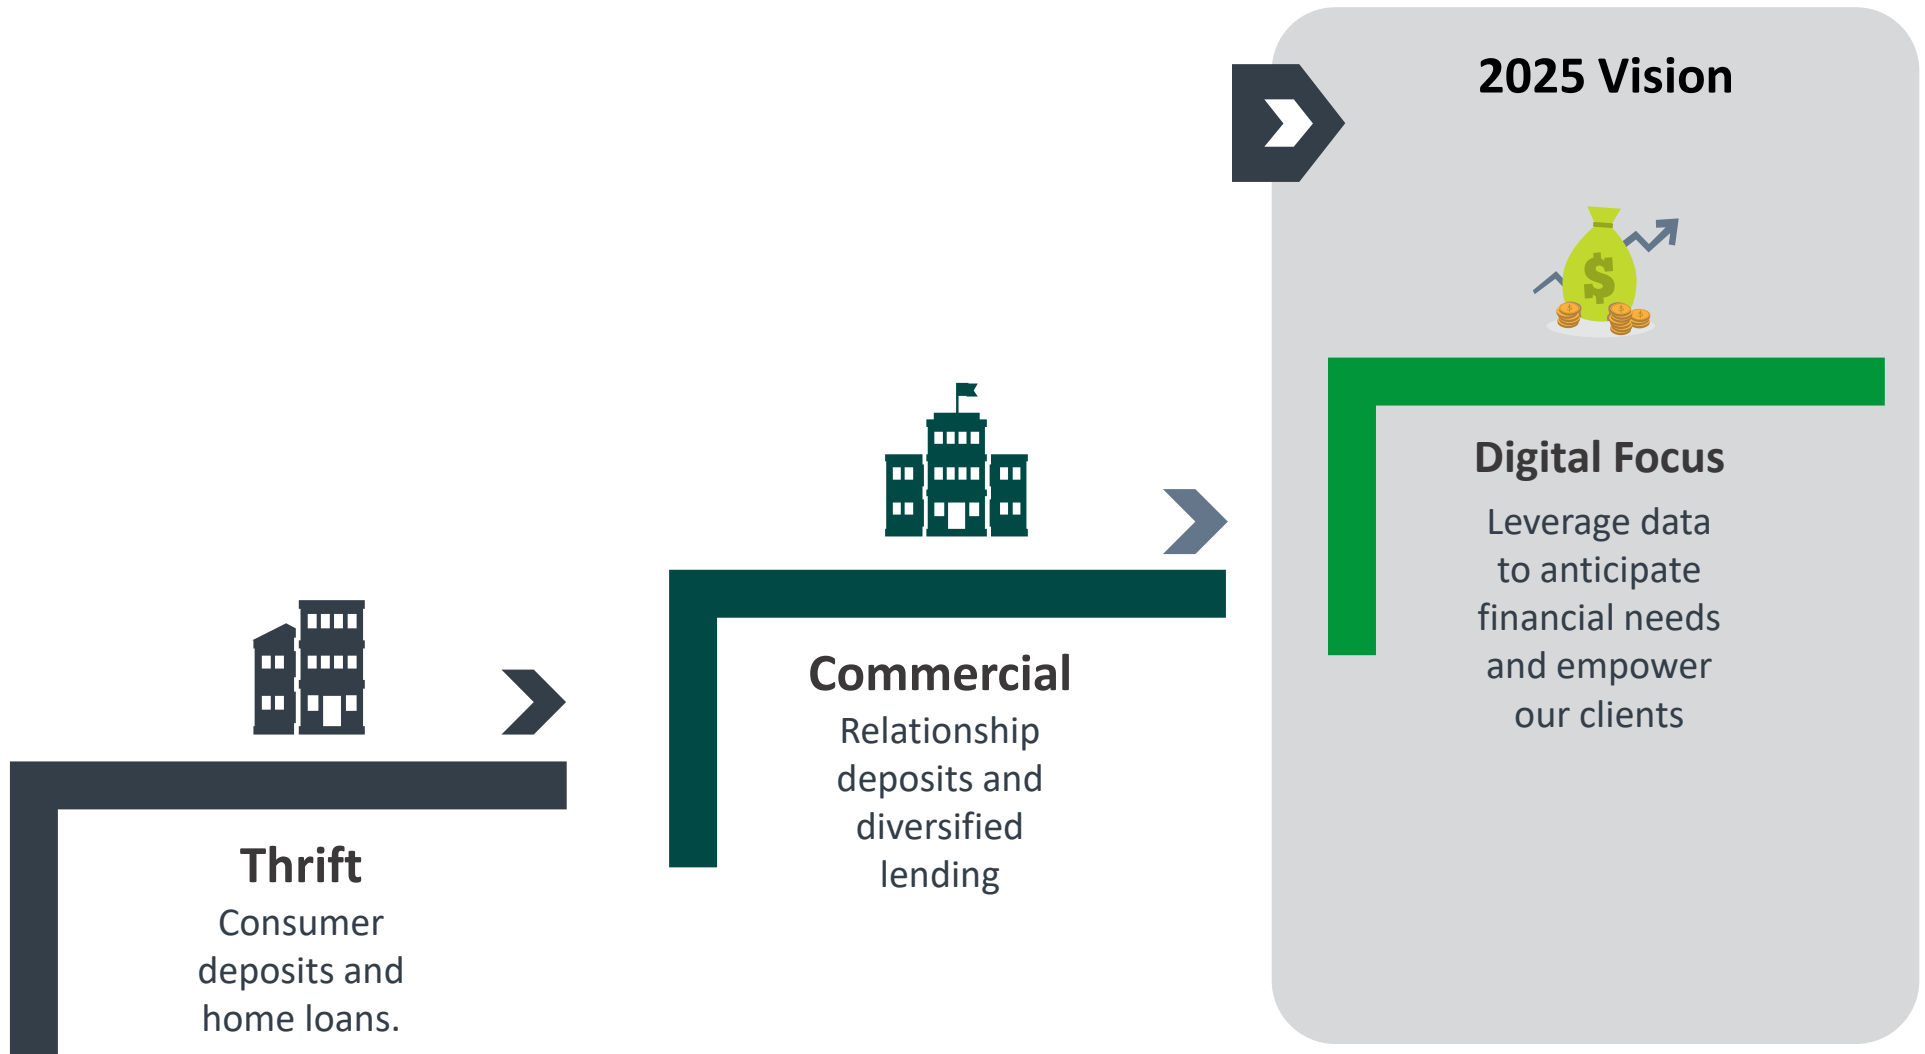 2025 Vision
Thrift
Consumer
deposits and
home loans.
Commercial
Relationship
deposits and
diversified
lending
$
Digital Focus
Leverage data
to anticipate
financial needs
and empower
our clients